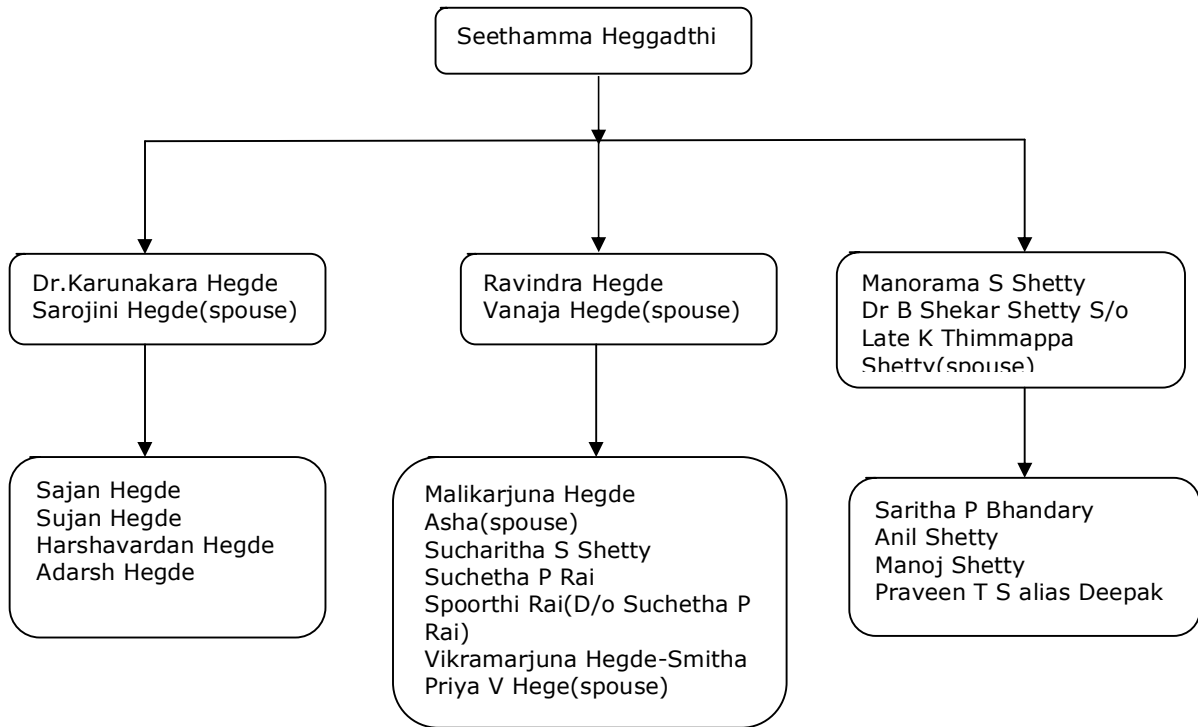 Seethamma Heggadthi
Dr.Karunakara Hegde
Sarojini Hegde(spouse)
Ravindra Hegde
Vanaja Hegde(spouse)
Manorama S Shetty
Dr B Shekar Shetty S/o
Late K Thimmappa
Shetty(spouse)
Sajan Hegde
Sujan Hegde
Harshavardan Hegde
Adarsh Hegde
Malikarjuna Hegde
Asha(spouse)
Sucharitha S Shetty
Suchetha P Rai
Spoorthi Rai(D/o Suchetha P
Rai)
Vikramarjuna Hegde-Smitha
Priya V Hege(spouse)
Saritha P Bhandary
Anil Shetty
Manoj Shetty
Praveen T S alias Deepak